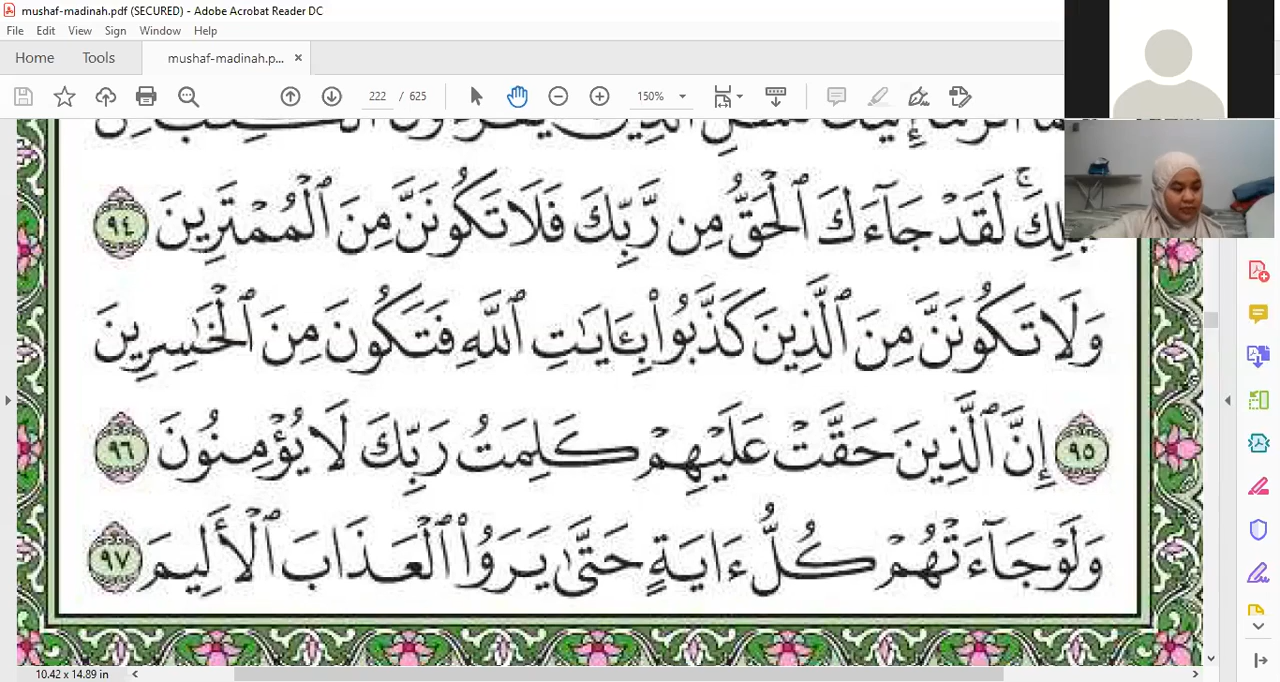 mushaf-madinah.pdf (SECURED) - Adobe Acrobat Reader DC
File Edit View Sign Window Help
Home Tools mushaf-madinah.p... ×
222 / 625 150%
لَقَدْ جَآءَكَ ٱلْحَقُّ مِن رَّبِّكَ فَلَا تَكُونَنَّ مِنَ ٱلْمُمْتَرِينَ ٩٤
وَلَا تَكُونَنَّ مِنَ ٱلَّذِينَ كَذَّبُوا۟ بِـَٔايَـٰتِ ٱللَّهِ فَتَكُونَ مِنَ ٱلْخَـٰسِرِينَ
٩٥ إِنَّ ٱلَّذِينَ حَقَّتْ عَلَيْهِمْ كَلِمَتُ رَبِّكَ لَا يُؤْمِنُونَ ٩٦
وَلَوْ جَآءَتْهُمْ كُلُّ ءَايَةٍ حَتَّىٰ يَرَوُا۟ ٱلْعَذَابَ ٱلْأَلِيمَ ٩٧
10.42 x 14.89 in